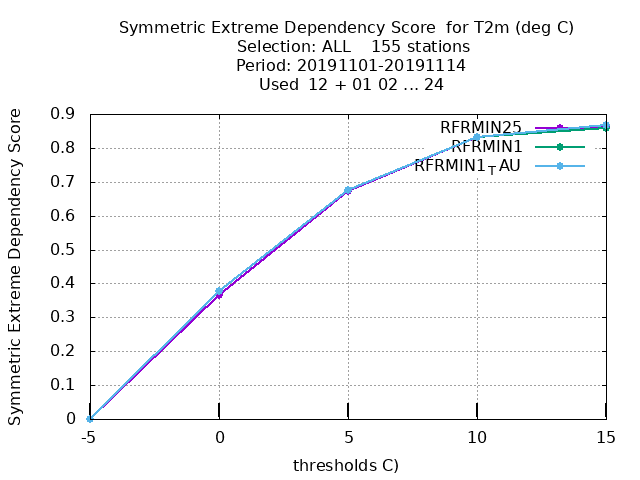 Symmetric Extreme Dependency Score  for T2m (deg C)
Selection: ALL    155 stations
Period: 20191101-20191114
Used  12 + 01 02 ... 24
Symmetric Extreme Dependency Score
0.9
0.8
0.7
0.6
0.5
0.4
0.3
0.2
0.1
0
RFRMIN25
RFRMIN1
RFRMIN1TAU
-5
0
5
10
15
thresholds C)